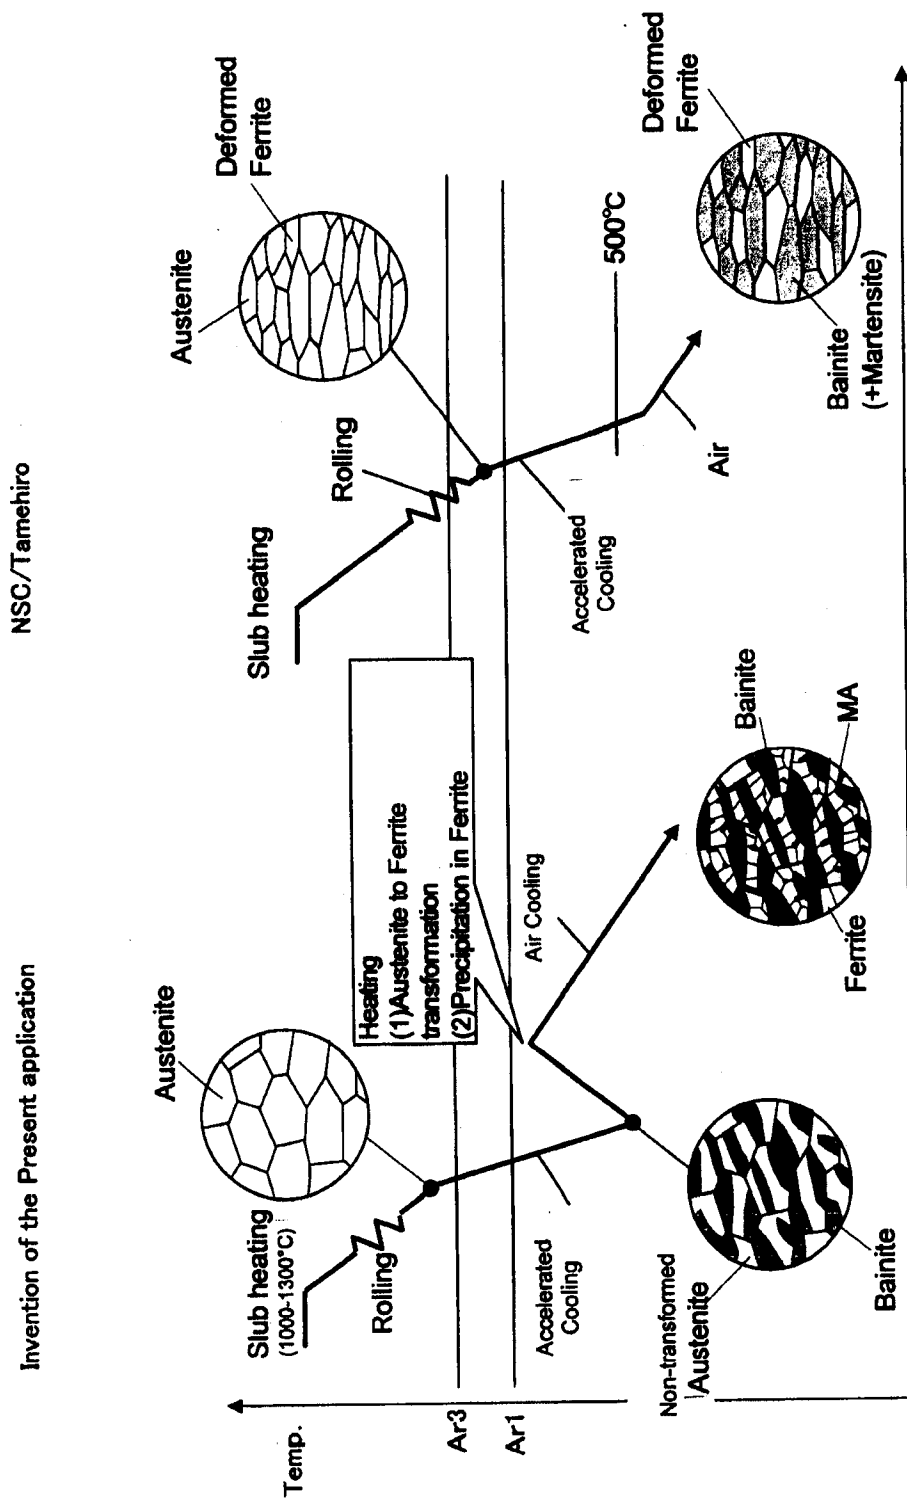 Invention of the Present application
NSC/Tamehiro
Temp.
Ar3
Ar1
Slub heating
(1000-1300°C)
Rolling
Austenite
Accelerated
Cooling
Non-transformed
Austenite
Bainite
Heating
(1)Austenite to Ferrite
transformation
(2)Precipitation in Ferrite
Air Cooling
Ferrite
Bainite
MA
Slub heating
Rolling
Austenite
Deformed
Ferrite
Accelerated
Cooling
500°C
Air
Bainite
(+Martensite)
Deformed
Ferrite